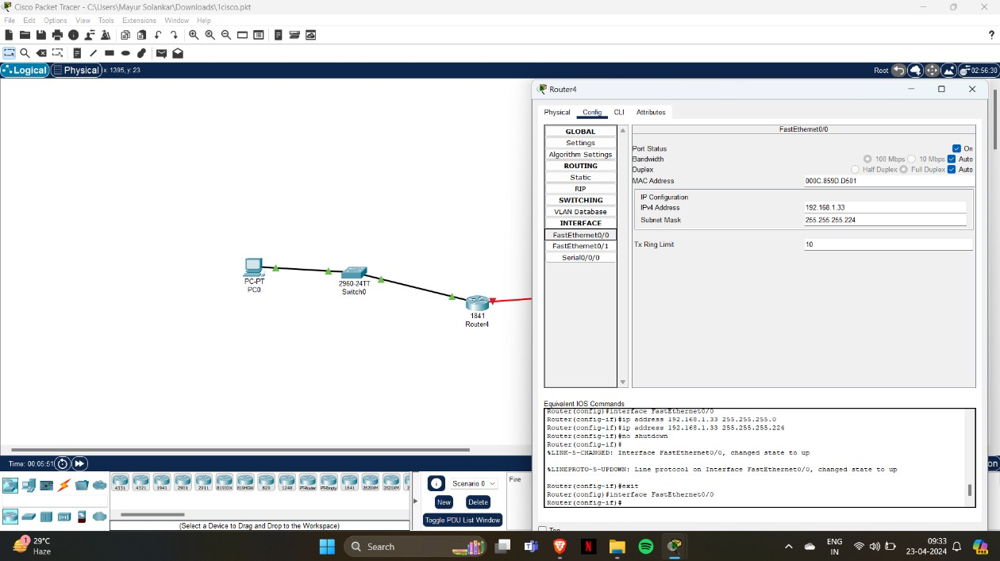 Cisco Packet Tracer - C:\Users\Mayur Solankar\Downloads\1cisco.pkt
File Edit Options View Tools Extensions Window Help
?
Logical Physical x: 1395, y: 23 Root 02:56:30
Router4
Physical Config CLI Attributes
GLOBAL
Settings
Algorithm Settings
ROUTING
Static
RIP
SWITCHING
VLAN Database
INTERFACE
FastEthernet0/0
FastEthernet0/1
Serial0/0/0
FastEthernet0/0
Port Status On
Bandwidth 100 Mbps 10 Mbps Auto
Duplex Half Duplex Full Duplex Auto
MAC Address 000C.859D.D501
IP Configuration
IPv4 Address 192.168.1.33
Subnet Mask 255.255.255.224
Tx Ring Limit 10
PC-PT
PC0
2960-24TT
Switch0
1841
Router4
Equivalent IOS Commands
Router(config)#interface FastEthernet0/0
Router(config-if)#ip address 192.168.1.33 255.255.255.0
Router(config-if)#ip address 192.168.1.33 255.255.255.224
Router(config-if)#no shutdown
Router(config-if)#
%LINK-5-CHANGED: Interface FastEthernet0/0, changed state to up
%LINEPROTO-5-UPDOWN: Line protocol on Interface FastEthernet0/0, changed state to up
Router(config-if)#exit
Router(config)#interface FastEthernet0/0
Router(config-if)#
Top
Time: 00:05:51
4331 4321 1941 2901 2911 819IOX 819HGW 829 1240 PT-Router PT-Empty 1841 2620XM 2621XM
(Select a Device to Drag and Drop to the Workspace)
Scenario 0
New Delete
Toggle PDU List Window
Fire
on
1
29°C
Haze
Search
ENG
IN
09:33
23-04-2024